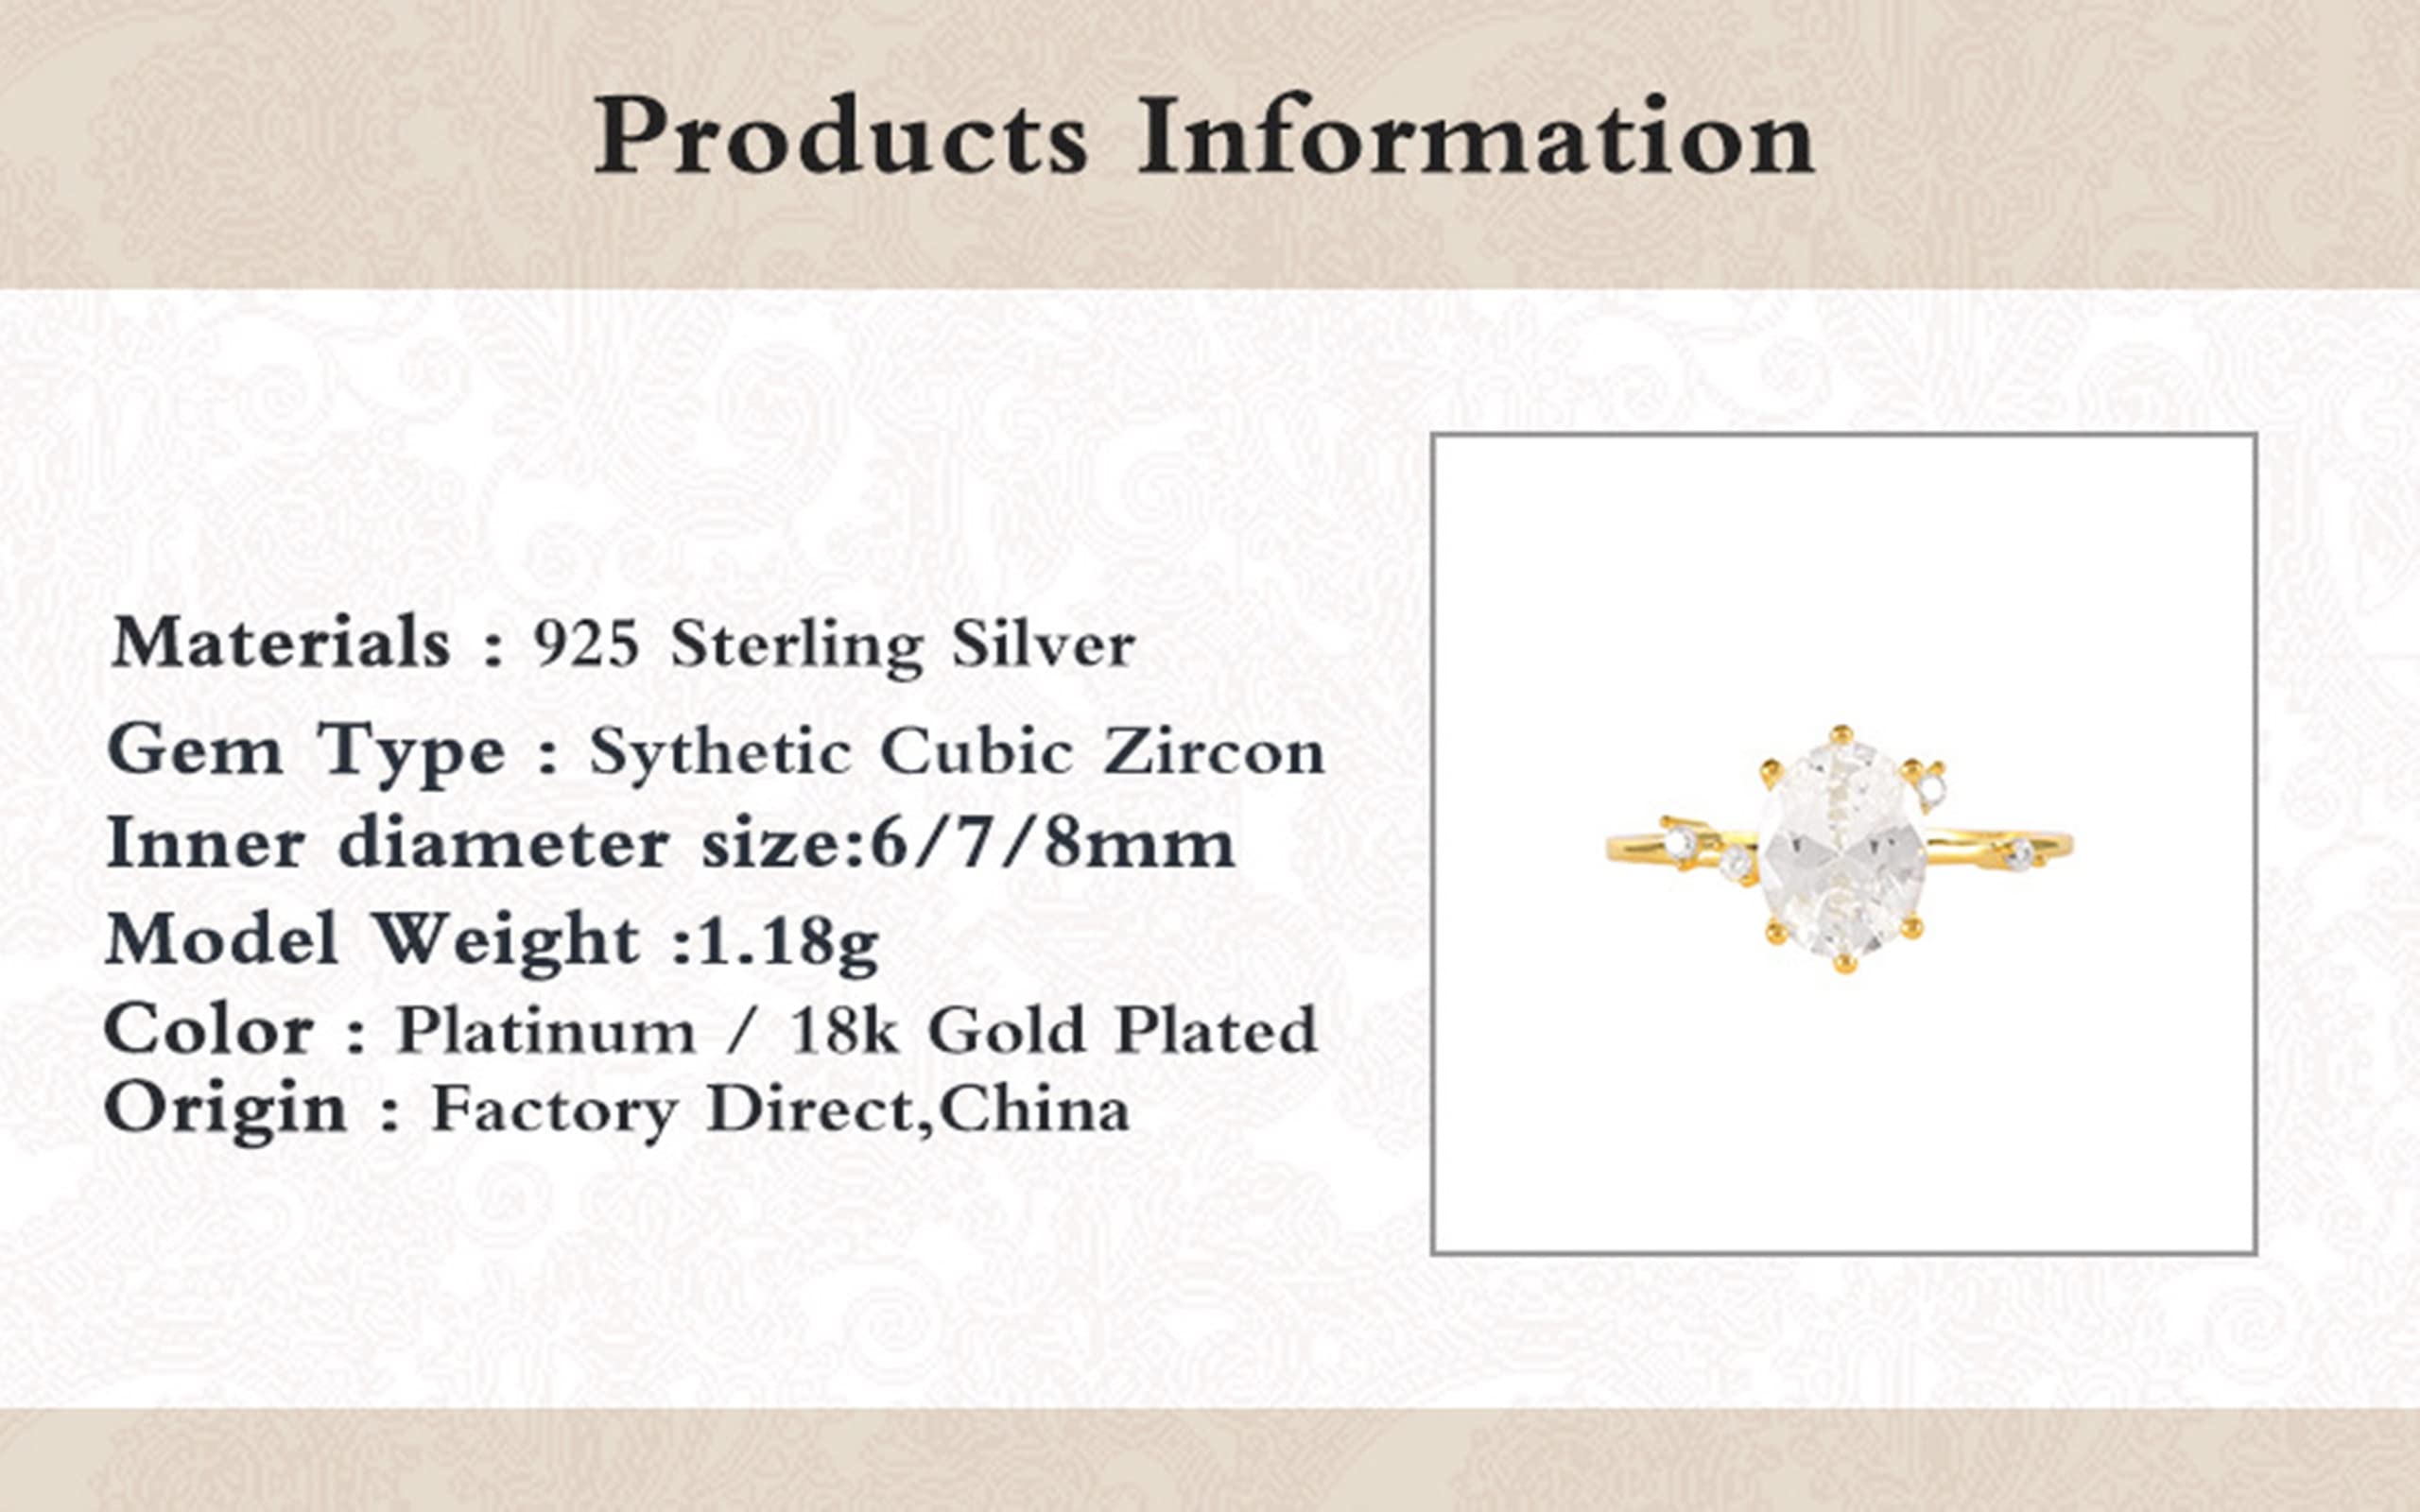 Products Information
Materials : 925 Sterling Silver
Gem Type : Sythetic Cubic Zircon
Inner diameter size:6/7/8mm
Model Weight :1.18g
Color : Platinum / 18k Gold Plated
Origin : Factory Direct,China